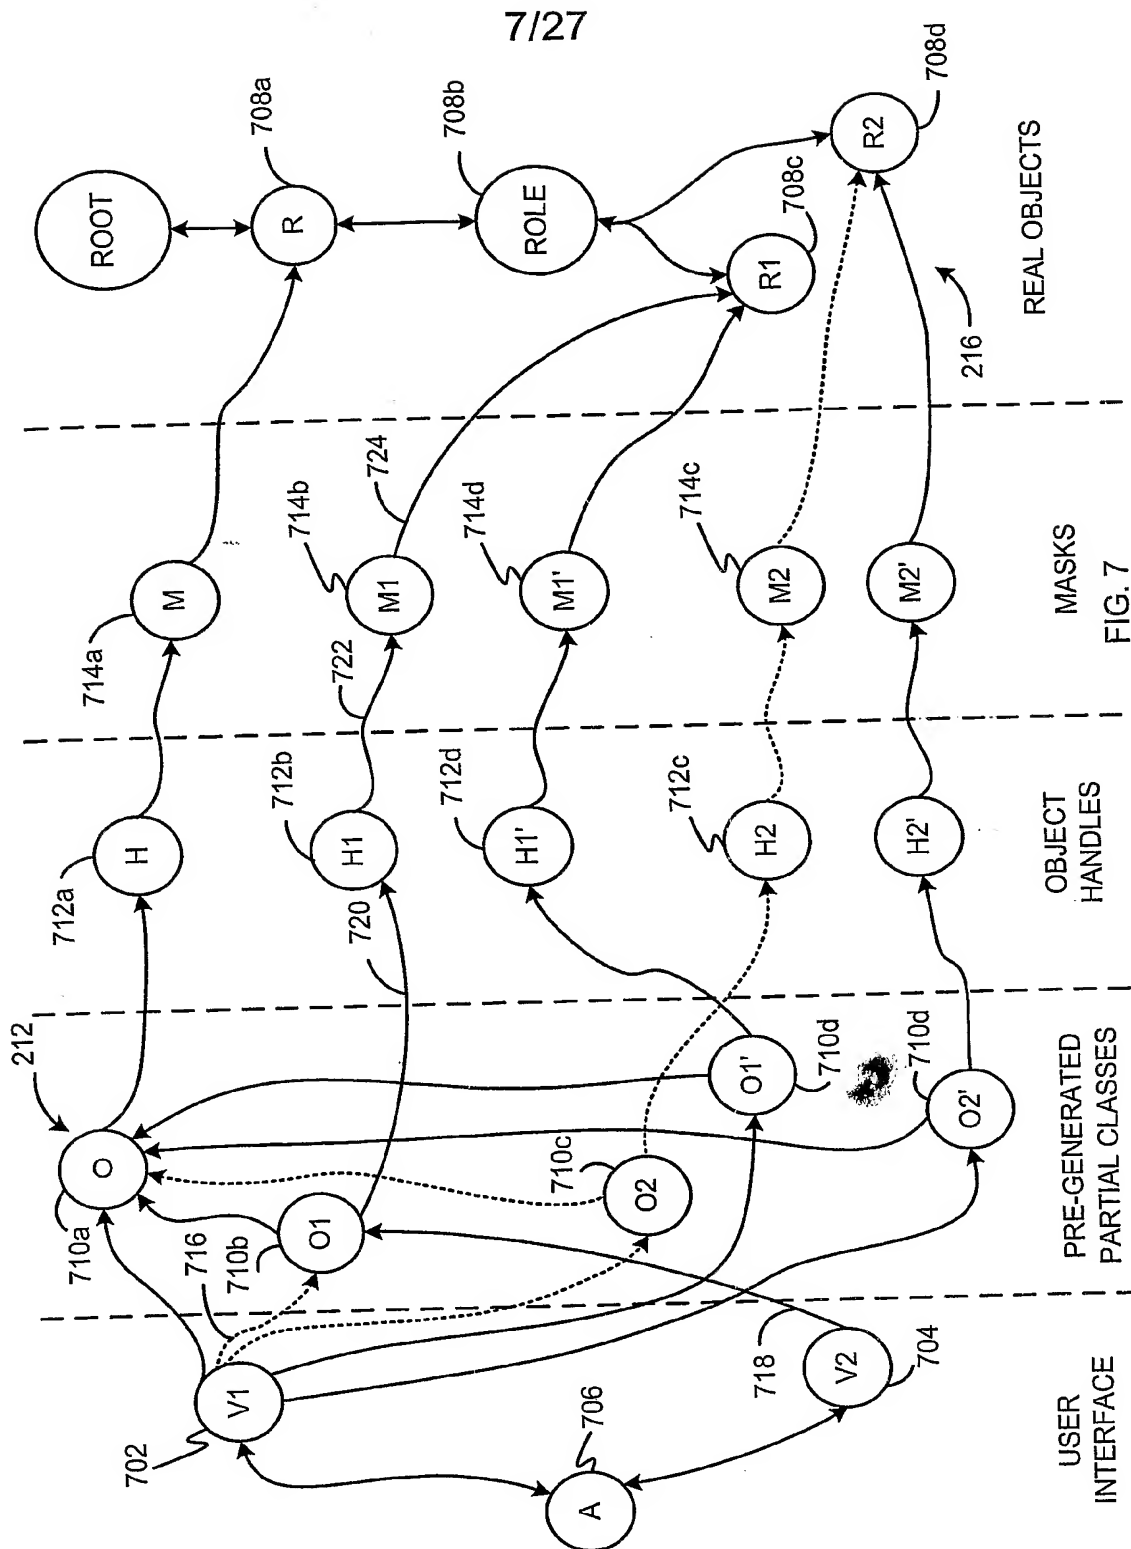 7/27
ROOT
R
708a
ROLE
708b
R1
708c
R2
708d
216
REAL OBJECTS
M
714a
M1
714b
724
M1'
714d
M2
714c
M2'
MASKS
FIG. 7
H
712a
H1
712b
722
720
H1'
712d
H2
712c
H2'
OBJECT
HANDLES
212
O
710a
O1
710b
716
O2
710c
O1'
710d
O2'
710d
PRE-GENERATED
PARTIAL CLASSES
V1
702
A
706
V2
704
718
USER
INTERFACE